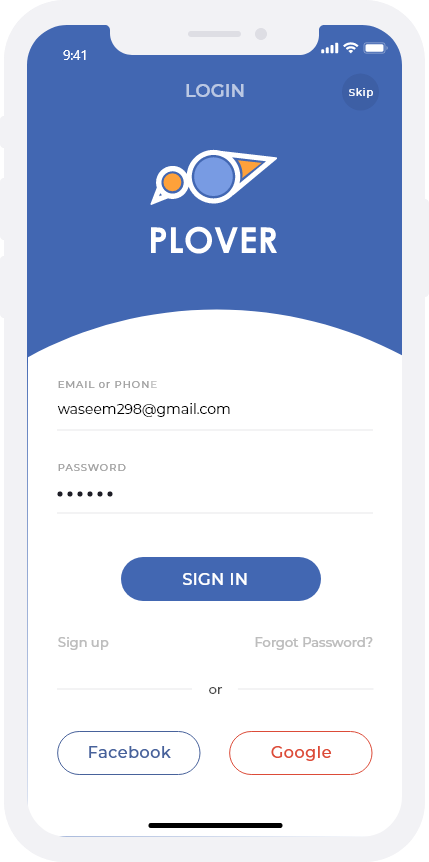 9:41
LOGIN
Skip
PLOVER
EMAIL or PHONE
waseem298@gmail.com
PASSWORD
••••••
SIGN IN
Sign up
Forgot Password?
or
Facebook
Google